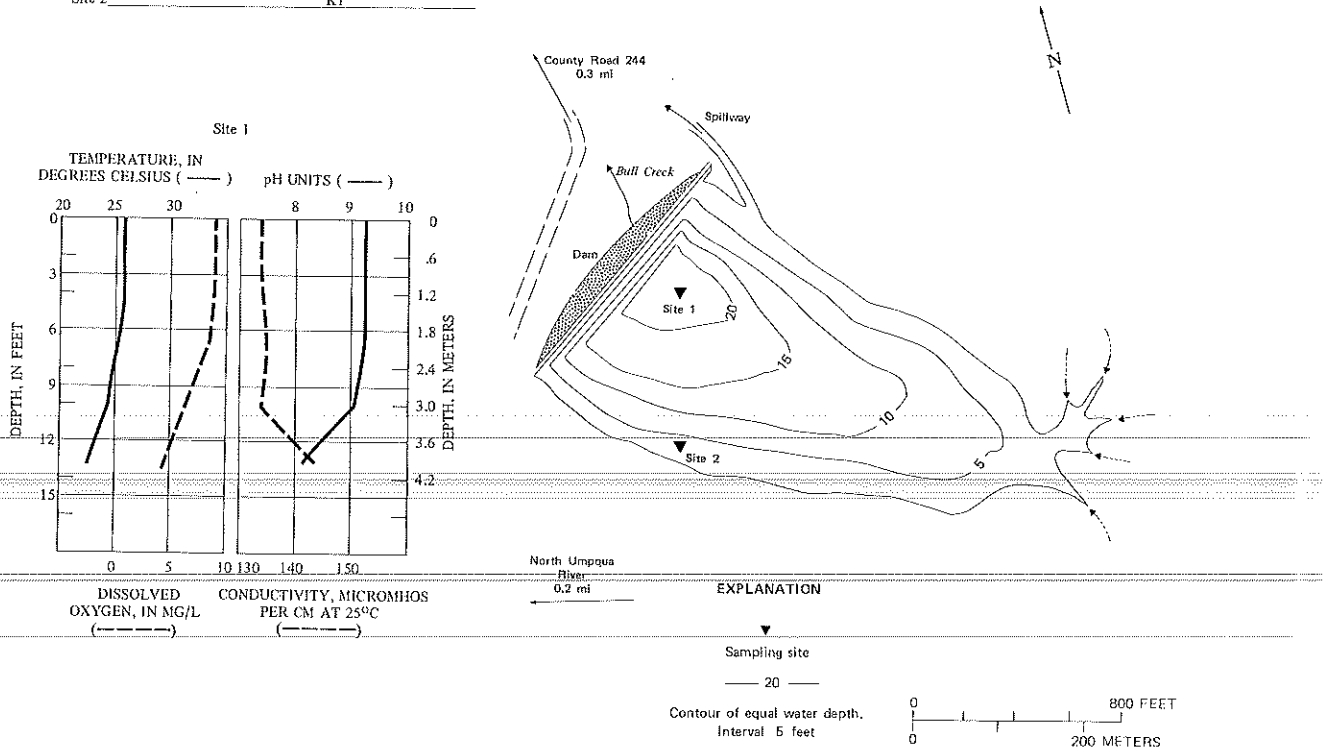 Site 2 KI
Site 1
TEMPERATURE, IN
DEGREES CELSIUS ( —— )
pH UNITS ( —— )
20 25 30
8 9 10
0
3
6
9
12
15
0
.6
1.2
1.8
2.4
3.0
3.6
4.2
DEPTH, IN FEET
DEPTH, IN METERS
0 5 10
130 140 150
DISSOLVED
OXYGEN, IN MG/L
(— — — —)
CONDUCTIVITY, MICROMHOS
PER CM AT 25°C
(— — — —)
N
County Road 244
0.3 mi
Spillway
Bull Creek
Dam
Site 1
20
15
10
5
Site 2
North Umpqua
River
0.2 mi
EXPLANATION
Sampling site
—— 20 ——
Contour of equal water depth.
Interval 5 feet
0 800 FEET
0 200 METERS